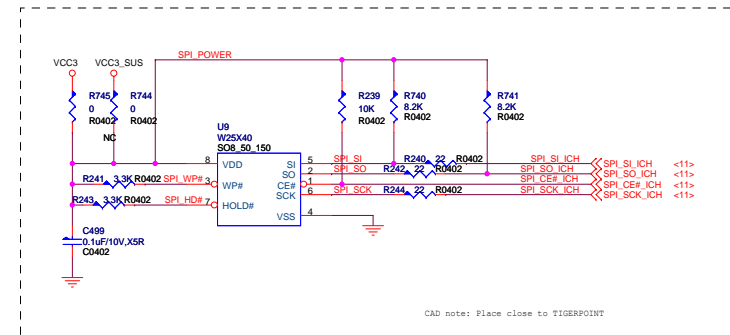 SPI_POWER
VCC3 VCC3_SUS
R745 R744 R239 R740 R741
0 0 10K 8.2K 8.2K
R0402 R0402 R0402 R0402 R0402
NC
U9
W25X40
SO8_50_150
8 VDD SI 5 SPI_SI R240 22 R0402 SPI_SI_ICH SPI_SI_ICH <11>
SO 2 SPI_SO R242 22 R0402 SPI_SO_ICH SPI_SO_ICH <11>
R241 3.3K R0402 SPI_WP# 3 WP# CE# 1 SPI_CE#_ICH SPI_CE#_ICH <11>
SCK 6 SPI_SCK R244 22 R0402 SPI_SCK_ICH SPI_SCK_ICH <11>
R243 3.3K R0402 SPI_HD# 7 HOLD#
VSS 4
C499
0.1uF/10V,X5R
C0402
CAD note: Place close to TIGERPOINT